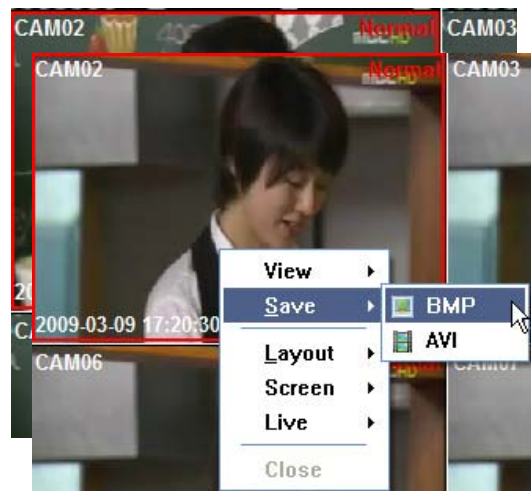 CAM02 Normal CAM03
CAM02 Normal CAM03
View
Save BMP
AVI
2009-03-09 17:20:30
Layout
CAM06
Screen
Live
Close